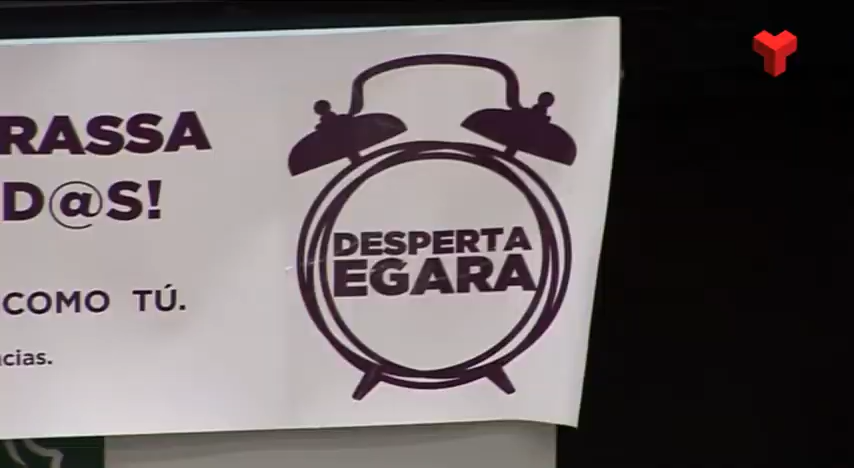 RASSA
D@S!
COMO TÚ.
cias.
DESPERTA
EGARA